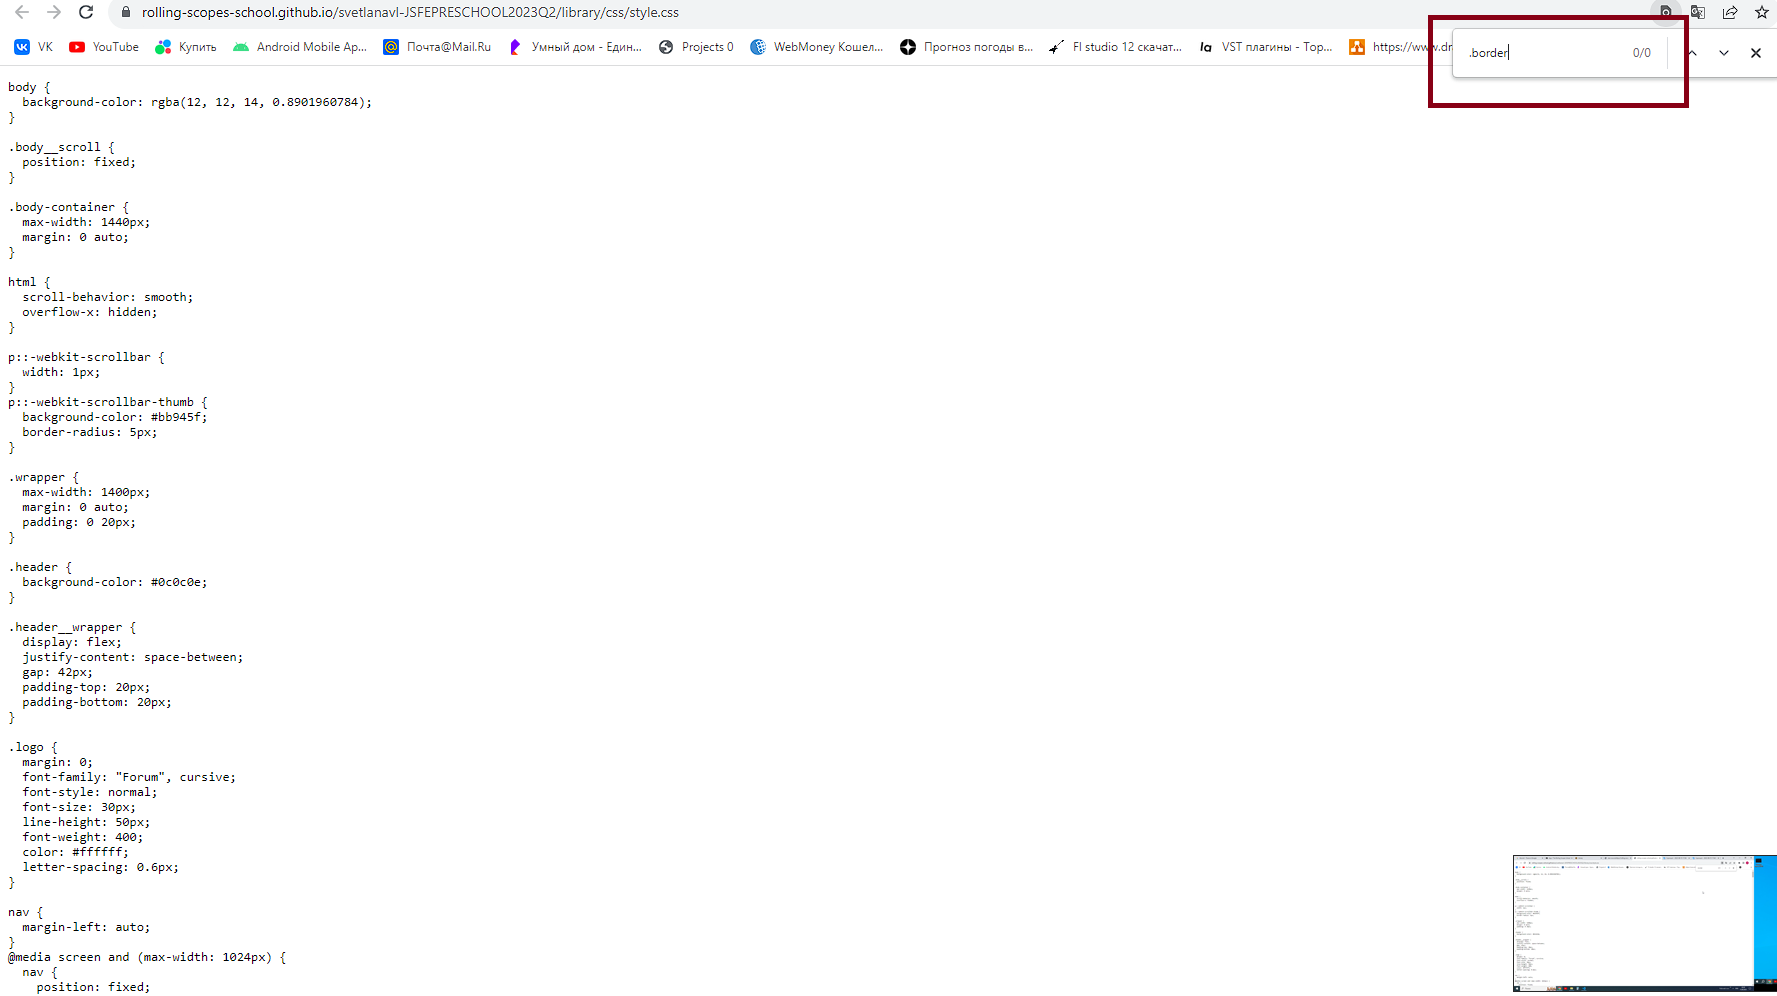 rolling-scopes-school.github.io/svetlanavl-JSFEPRESCHOOL2023Q2/library/css/style.css
VK YouTube Купить Android Mobile Ap... Почта@Mail.Ru Умный дом - Един... Projects 0 WebMoney Кошел... Прогноз погоды в... Fl studio 12 скачат... VST плагины - Тор... https://www.dr
.border 0/0
body {
background-color: rgba(12, 12, 14, 0.8901960784);
}
.body__scroll {
position: fixed;
}
.body-container {
max-width: 1440px;
margin: 0 auto;
}
html {
scroll-behavior: smooth;
overflow-x: hidden;
}
p::-webkit-scrollbar {
width: 1px;
}
p::-webkit-scrollbar-thumb {
background-color: #bb945f;
border-radius: 5px;
}
.wrapper {
max-width: 1400px;
margin: 0 auto;
padding: 0 20px;
}
.header {
background-color: #0c0c0e;
}
.header__wrapper {
display: flex;
justify-content: space-between;
gap: 42px;
padding-top: 20px;
padding-bottom: 20px;
}
.logo {
margin: 0;
font-family: "Forum", cursive;
font-style: normal;
font-size: 30px;
line-height: 50px;
font-weight: 400;
color: #ffffff;
letter-spacing: 0.6px;
}
nav {
margin-left: auto;
}
@media screen and (max-width: 1024px) {
nav {
position: fixed;